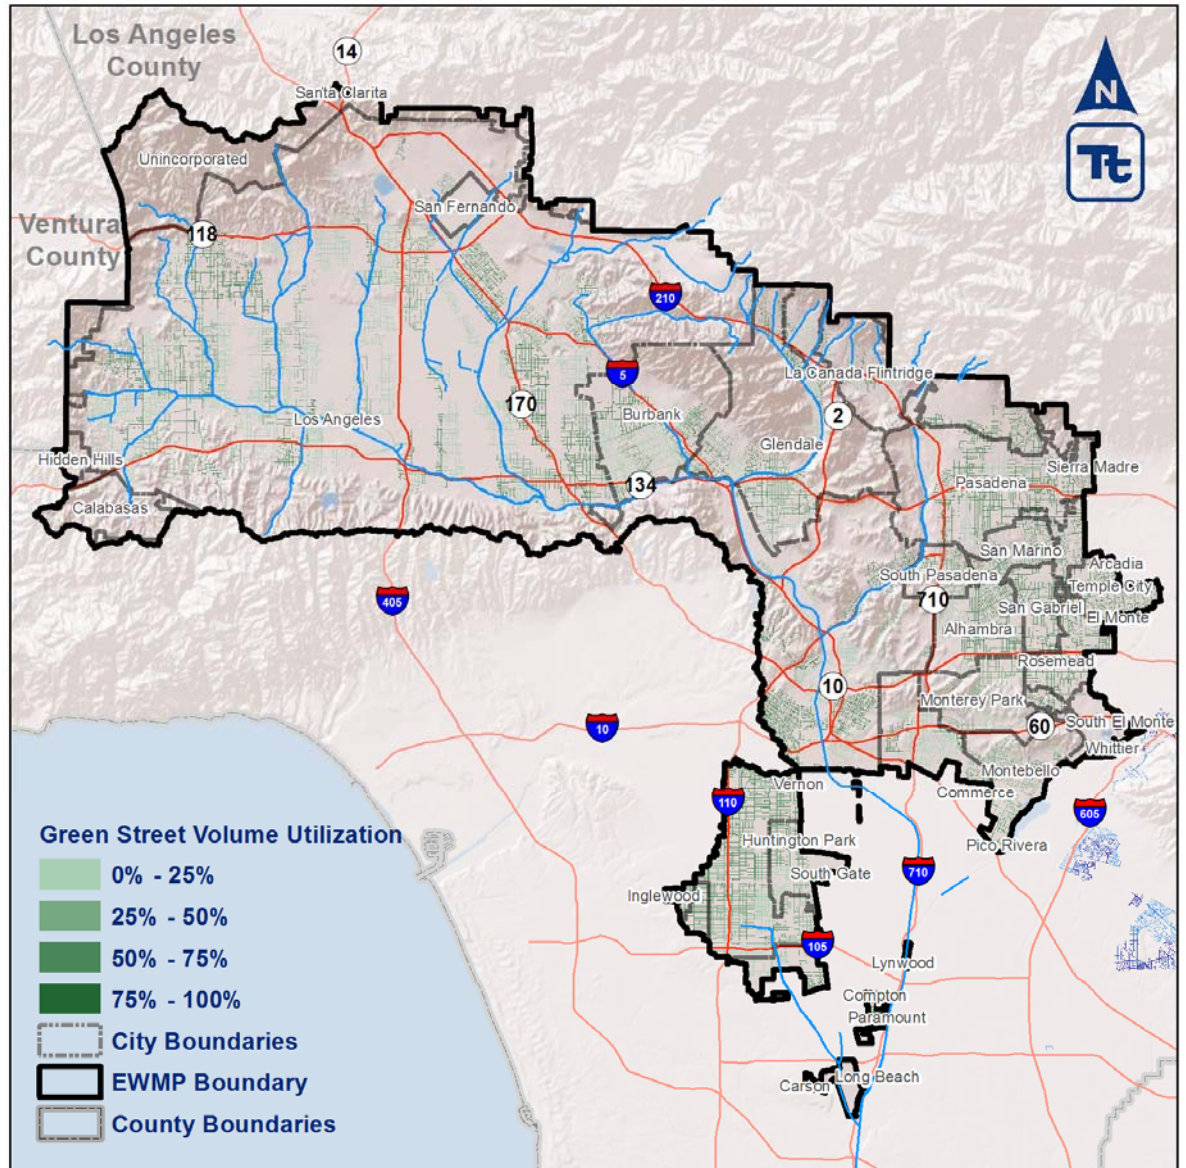 Los Angeles
County
14
Santa Clarita
N
Tt
Unincorporated
San Fernando
Ventura
County
118
210
La Canada Flintridge
5
170
Burbank
2
Los Angeles
Glendale
Hidden Hills
Sierra Madre
134
Pasadena
Calabasas
San Marino
Arcadia
South Pasadena
Temple City
405
710
San Gabriel
El Monte
Alhambra
Rosemead
10
Monterey Park
10
60
South El Monte
Whittier
Montebello
Vernon
Commerce
110
605
Huntington Park
Pico Rivera
South Gate
710
Inglewood
105
Lynwood
Compton
Paramount
Long Beach
Carson
Green Street Volume Utilization
0% - 25%
25% - 50%
50% - 75%
75% - 100%
City Boundaries
EWMP Boundary
County Boundaries